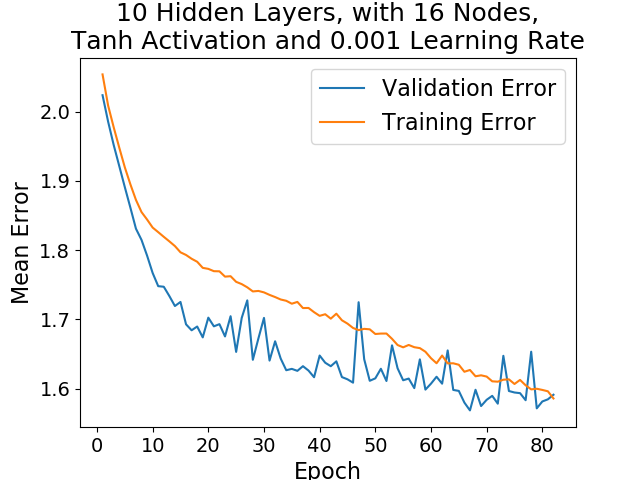 10 Hidden Layers, with 16 Nodes,
Tanh Activation and 0.001 Learning Rate
Validation Error
Training Error
Mean Error
2.0
1.9
1.8
1.7
1.6
0 10 20 30 40 50 60 70 80
Epoch